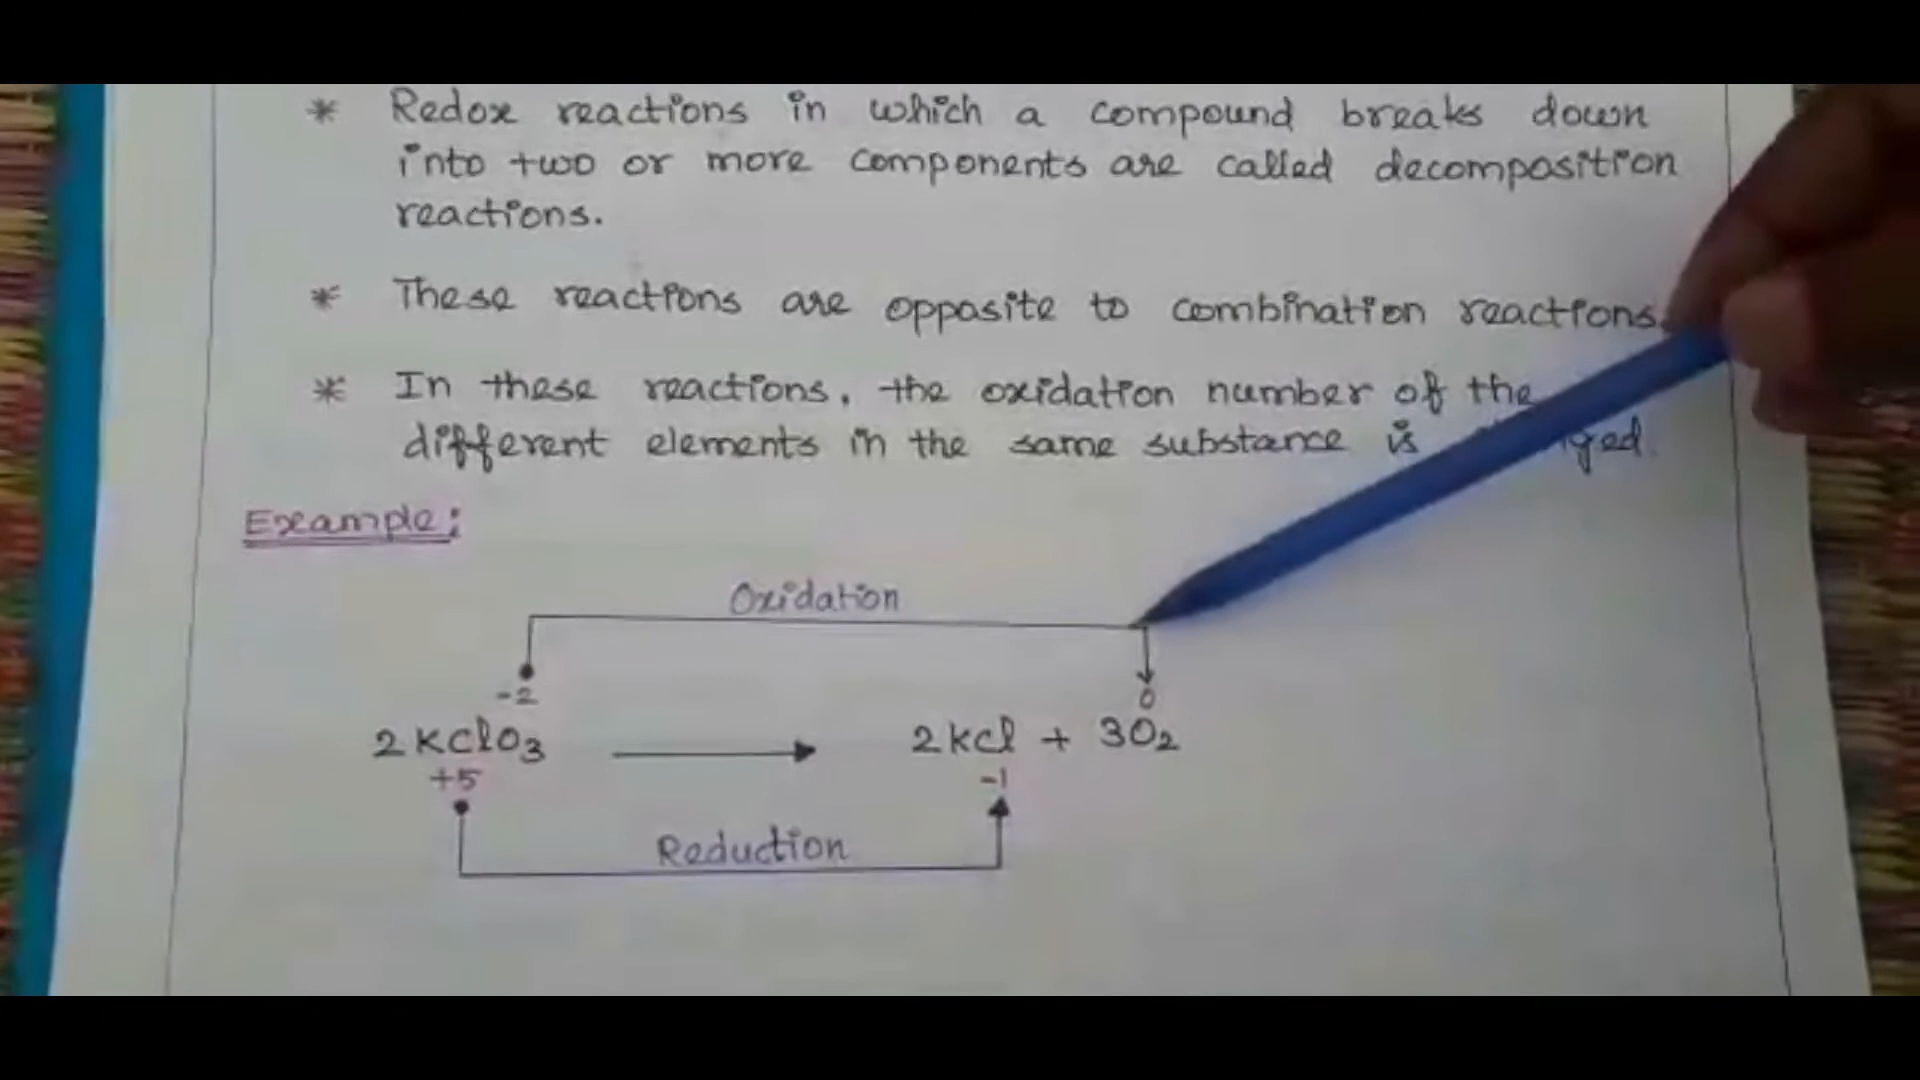 * Redox reactions in which a compound breaks down
into two or more components are called decomposition
reactions.
* These reactions are opposite to combination reactions.
* In these reactions, the oxidation number of the
different elements in the same substance is
Example:
Oxidation
-2 0
2KClO3 → 2KCl + 3O2
+5 -1
Reduction